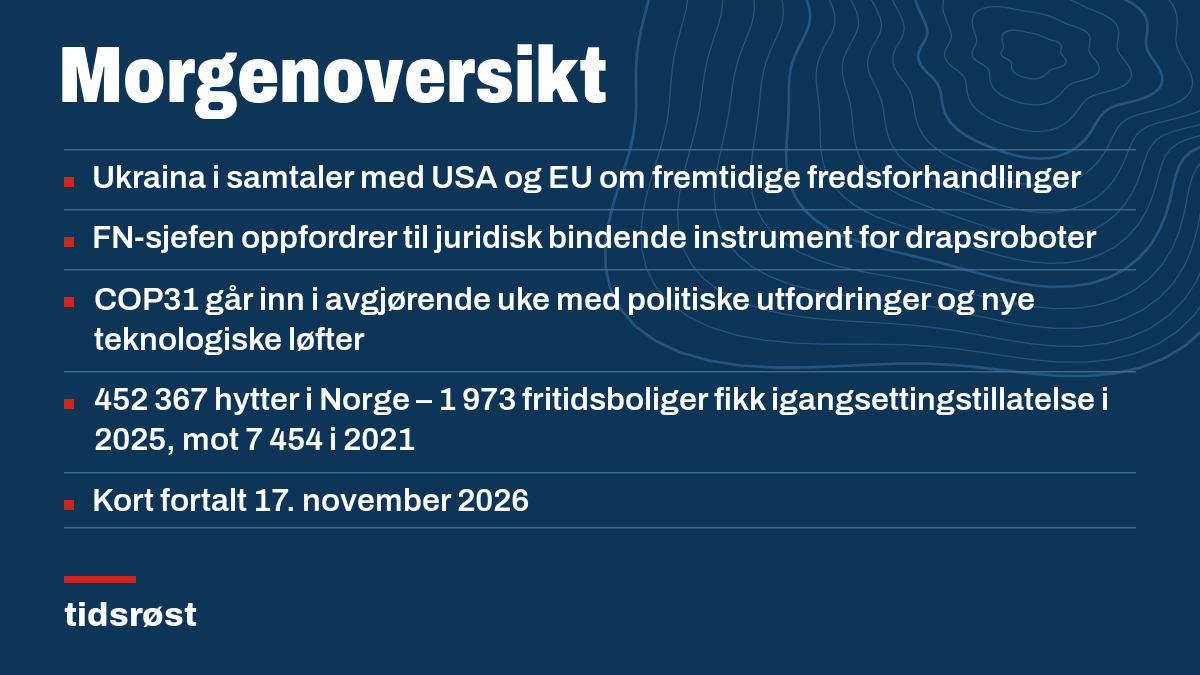 Morgenoversikt
Ukraina i samtaler med USA og EU om fremtidige fredsforhandlinger
FN-sjefen oppfordrer til juridisk bindende instrument for drapsroboter
COP31 går inn i avgjørende uke med politiske utfordringer og nye
teknologiske løfter
452 367 hytter i Norge – 1 973 fritidsboliger fikk igangsettingstillatelse i
2025, mot 7 454 i 2021
Kort fortalt 17. november 2026
tidsrøst